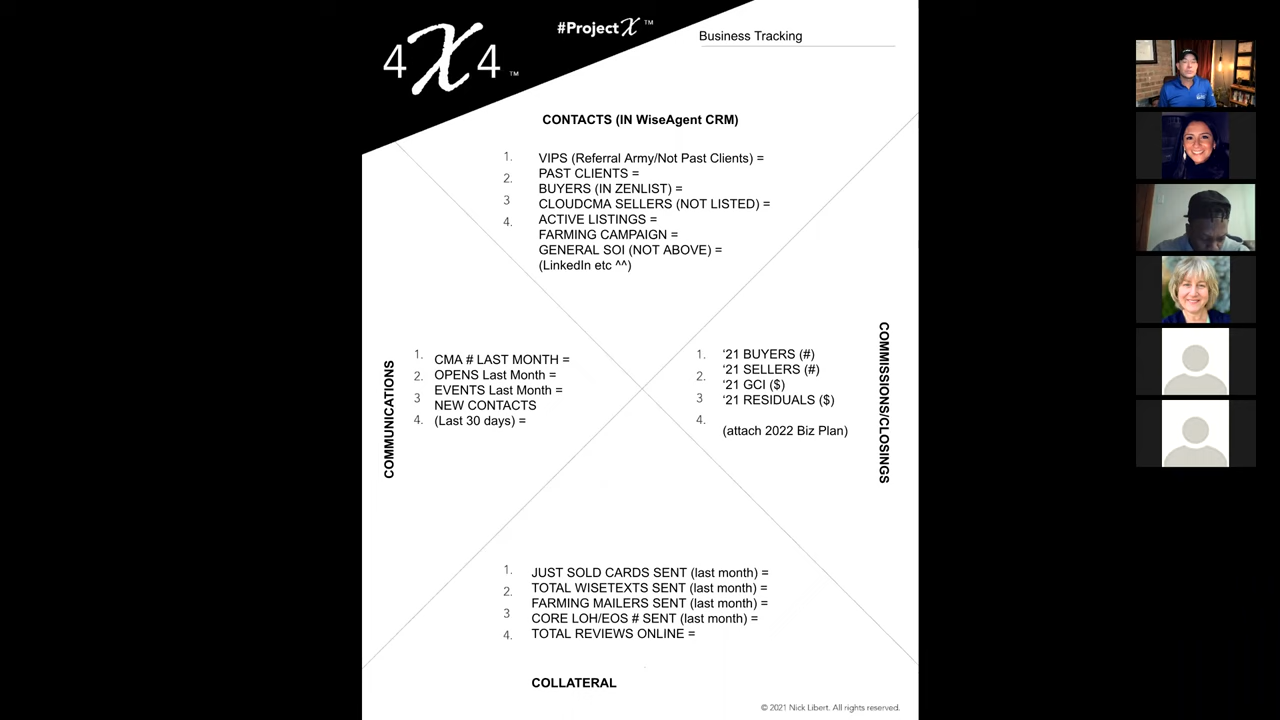 #ProjectX™
Business Tracking
4X4™
CONTACTS (IN WiseAgent CRM)
1. VIPS (Referral Army/Not Past Clients) =
2. PAST CLIENTS =
BUYERS (IN ZENLIST) =
3 CLOUDCMA SELLERS (NOT LISTED) =
4. ACTIVE LISTINGS =
FARMING CAMPAIGN =
GENERAL SOI (NOT ABOVE) =
(LinkedIn etc ^^)
COMMUNICATIONS
1. CMA # LAST MONTH =
2. OPENS Last Month =
3 EVENTS Last Month =
NEW CONTACTS
4. (Last 30 days) =
COMMISSIONS/CLOSINGS
1. ‘21 BUYERS (#)
2. ‘21 SELLERS (#)
‘21 GCI ($)
3 ‘21 RESIDUALS ($)
4.
(attach 2022 Biz Plan)
1. JUST SOLD CARDS SENT (last month) =
2. TOTAL WISETEXTS SENT (last month) =
FARMING MAILERS SENT (last month) =
3 CORE LOH/EOS # SENT (last month) =
4. TOTAL REVIEWS ONLINE =
COLLATERAL
© 2021 Nick Libert. All rights reserved.